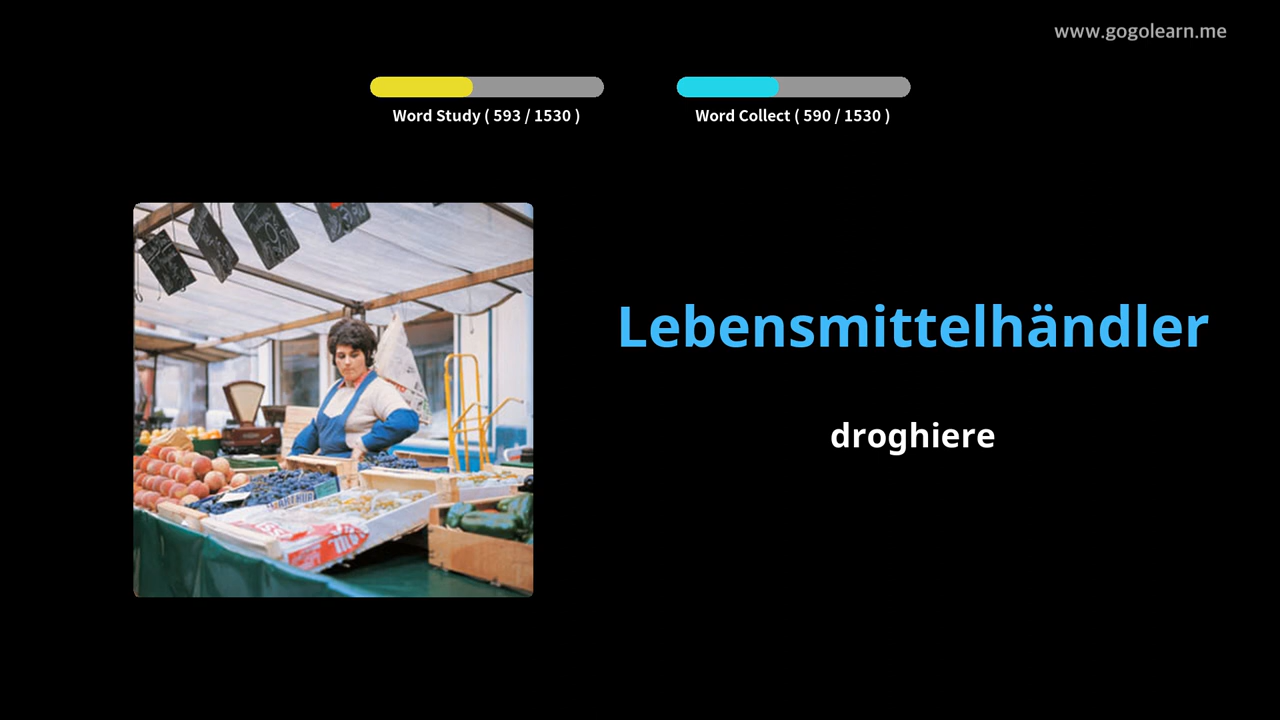 www.gogolearn.me
Word Study ( 593 / 1530 )
Word Collect ( 590 / 1530 )
Lebensmittelhändler
droghiere